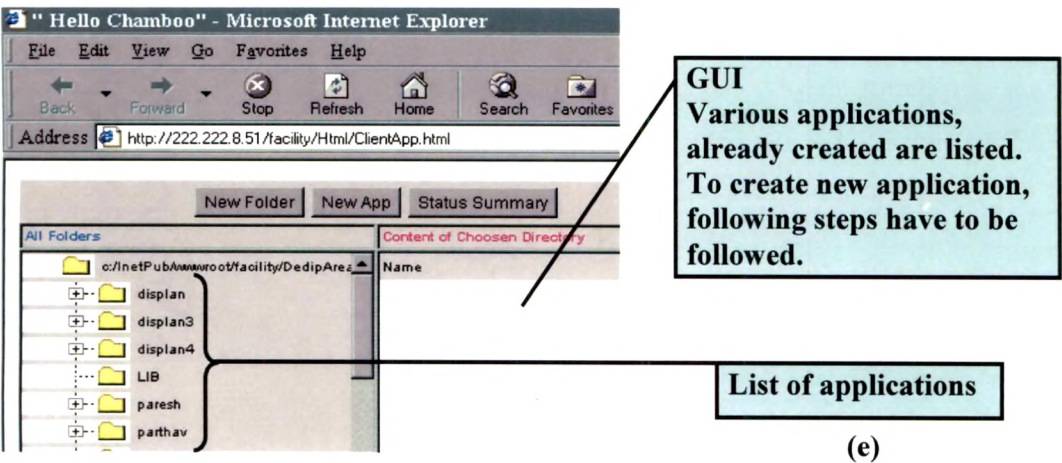 " Hello Chamboo" - Microsoft Internet Explorer
File Edit View Go Favorites Help
Back Forward Stop Refresh Home Search Favorites
Address http://222.222.8.51/facility/Html/ClientApp.html
New Folder New App Status Summary
All Folders Content of Choosen Directory
c:/InetPub/wwwroot/facility/DedipArea Name
displan
displan3
displan4
LIB
paresh
parthav
GUI
Various applications,
already created are listed.
To create new application,
following steps have to be
followed.
List of applications
(e)